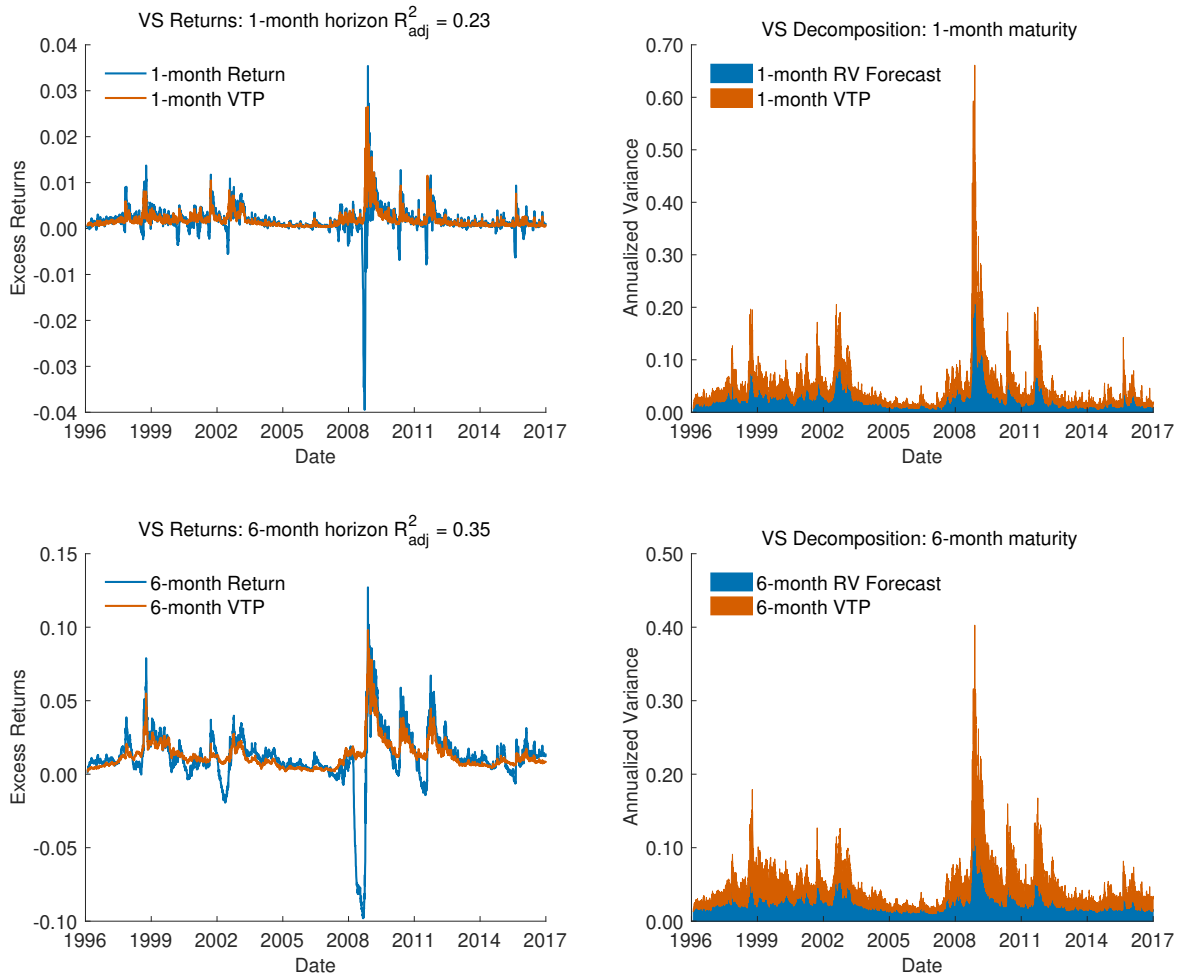 VS Returns: 1-month horizon R²adj = 0.23
0.04
0.03
0.02
0.01
0.00
-0.01
-0.02
-0.03
-0.04
Excess Returns
1-month Return
1-month VTP
1996 1999 2002 2005 2008 2011 2014 2017
Date
VS Decomposition: 1-month maturity
0.70
0.60
0.50
0.40
0.30
0.20
0.10
0.00
Annualized Variance
1-month RV Forecast
1-month VTP
1996 1999 2002 2005 2008 2011 2014 2017
Date
VS Returns: 6-month horizon R²adj = 0.35
0.15
0.10
0.05
0.00
-0.05
-0.10
Excess Returns
6-month Return
6-month VTP
1996 1999 2002 2005 2008 2011 2014 2017
Date
VS Decomposition: 6-month maturity
0.50
0.40
0.30
0.20
0.10
0.00
Annualized Variance
6-month RV Forecast
6-month VTP
1996 1999 2002 2005 2008 2011 2014 2017
Date